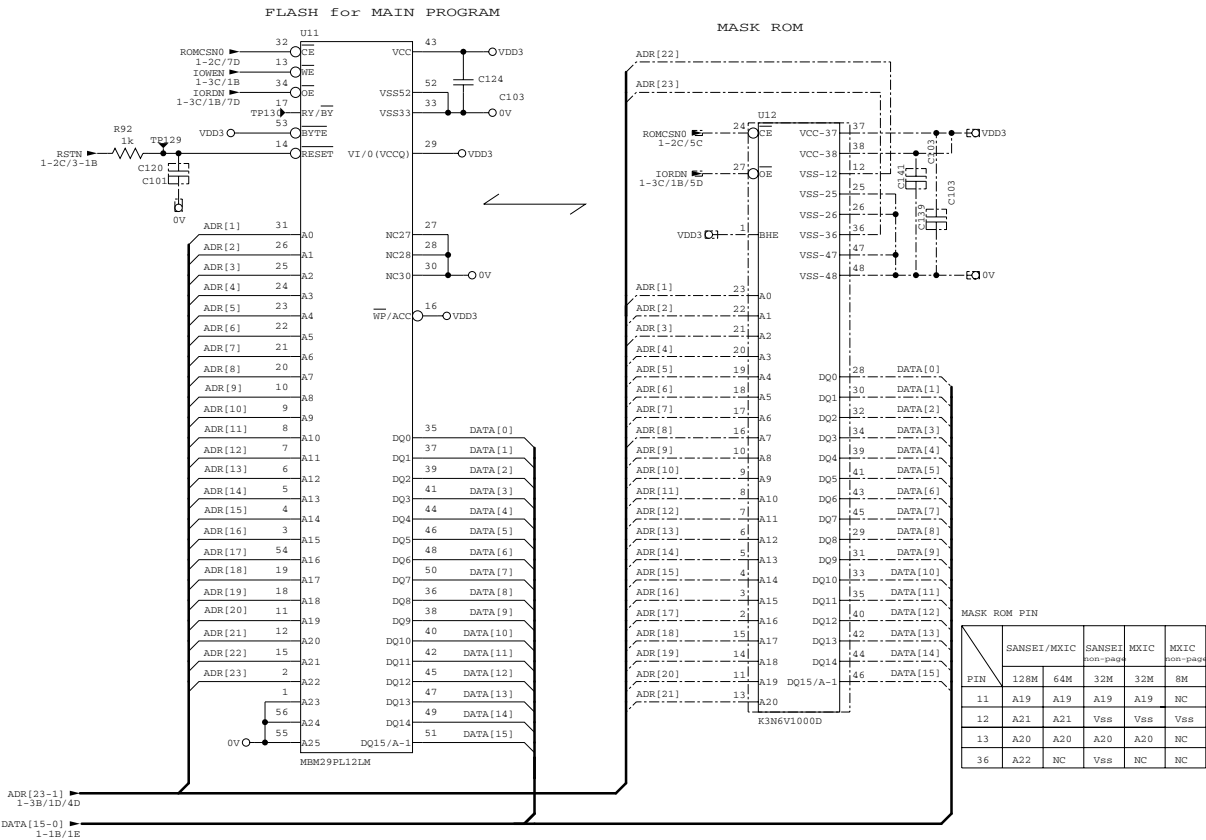 FLASH for MAIN PROGRAM
MASK ROM
U11
ROMCSN0
1-2C/7D
32
CE
IOWEN
1-3C/1B
13
WE
IORDN
1-3C/1B/7D
34
OE
TP130
17
RY/BY
VDD3
53
BYTE
RSTN
1-2C/3-1B
R92
1k
TP129
14
RESET
C120
C101
0V
VCC
43
VDD3
C124
C103
VSS52
52
VSS33
33
0V
VI/0(VCCQ)
29
VDD3
NC27
27
NC28
28
NC30
30
0V
WP/ACC
16
VDD3
ADR[1] 31 A0
ADR[2] 26 A1
ADR[3] 25 A2
ADR[4] 24 A3
ADR[5] 23 A4
ADR[6] 22 A5
ADR[7] 21 A6
ADR[8] 20 A7
ADR[9] 10 A8
ADR[10] 9 A9
ADR[11] 8 A10
ADR[12] 7 A11
ADR[13] 6 A12
ADR[14] 5 A13
ADR[15] 4 A14
ADR[16] 3 A15
ADR[17] 54 A16
ADR[18] 19 A17
ADR[19] 18 A18
ADR[20] 11 A19
ADR[21] 12 A20
ADR[22] 15 A21
ADR[23] 2 A22
1 A23
56 A24
0V 55 A25
DQ0 35 DATA[0]
DQ1 37 DATA[1]
DQ2 39 DATA[2]
DQ3 41 DATA[3]
DQ4 44 DATA[4]
DQ5 46 DATA[5]
DQ6 48 DATA[6]
DQ7 50 DATA[7]
DQ8 36 DATA[8]
DQ9 38 DATA[9]
DQ10 40 DATA[10]
DQ11 42 DATA[11]
DQ12 45 DATA[12]
DQ13 47 DATA[13]
DQ14 49 DATA[14]
DQ15/A-1 51 DATA[15]
MBM29PL12LM
ADR[22]
ADR[23]
U12
ROMCSN0
1-2C/5C
24
CE
IORDN
1-3C/1B/5D
27
OE
VDD3
1
BHE
VCC-37 37
VCC-38 38
VSS-12 12
VSS-25 25
VSS-26 26
VSS-36 36
VSS-47 47
VSS-48 48
VDD3
0V
C141
C103
C139
C103
ADR[1] 23 A0
ADR[2] 22 A1
ADR[3] 21 A2
ADR[4] 20 A3
ADR[5] 19 A4
ADR[6] 18 A5
ADR[7] 17 A6
ADR[8] 16 A7
ADR[9] 10 A8
ADR[10] 9 A9
ADR[11] 8 A10
ADR[12] 7 A11
ADR[13] 6 A12
ADR[14] 5 A13
ADR[15] 4 A14
ADR[16] 3 A15
ADR[17] 2 A16
ADR[18] 15 A17
ADR[19] 14 A18
ADR[20] 11 A19
ADR[21] 13 A20
DQ0 28 DATA[0]
DQ1 30 DATA[1]
DQ2 32 DATA[2]
DQ3 34 DATA[3]
DQ4 39 DATA[4]
DQ5 41 DATA[5]
DQ6 43 DATA[6]
DQ7 45 DATA[7]
DQ8 29 DATA[8]
DQ9 31 DATA[9]
DQ10 33 DATA[10]
DQ11 35 DATA[11]
DQ12 40 DATA[12]
DQ13 42 DATA[13]
DQ14 44 DATA[14]
DQ15/A-1 46 DATA[15]
K3N6V1000D
MASK ROM PIN
SANSEI/MXIC SANSEI non-page MXIC MXIC non-page
PIN 128M 64M 32M 32M 8M
11 A19 A19 A19 A19 NC
12 A21 A21 Vss Vss Vss
13 A20 A20 A20 A20 NC
36 A22 NC Vss NC NC
ADR[23-1]
1-3B/1D/4D
DATA[15-0]
1-1B/1E